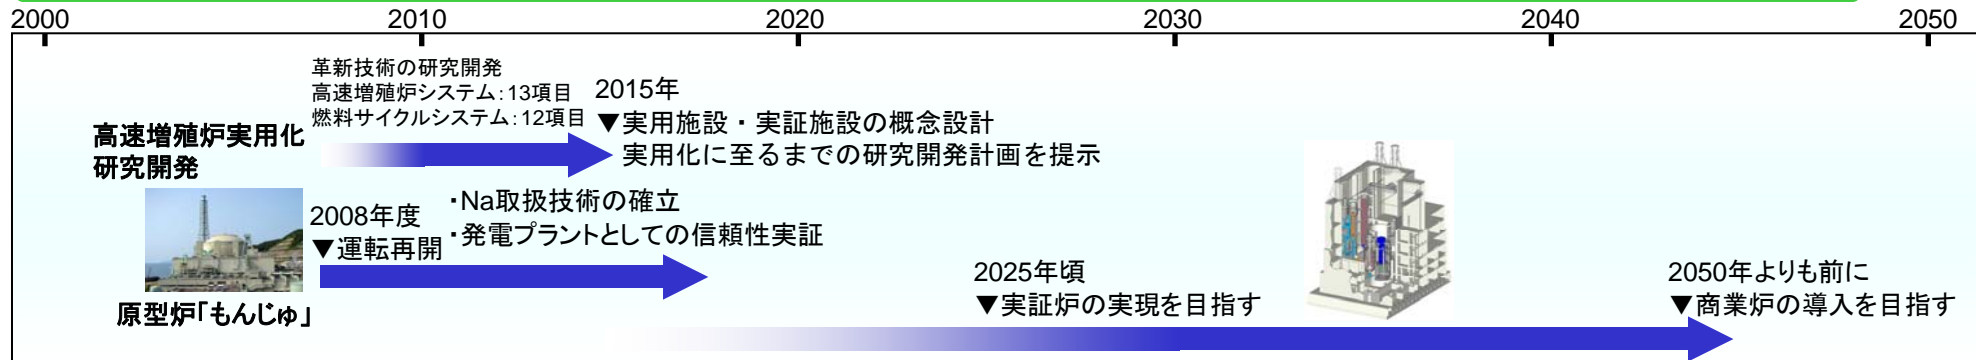 2000 2010 2020 2030 2040 2050
革新技術の研究開発
高速増殖炉システム:13項目
燃料サイクルシステム:12項目
2015年
▼実用施設・実証施設の概念設計
実用化に至るまでの研究開発計画を提示
高速増殖炉実用化
研究開発
2008年度
▼運転再開
・Na取扱技術の確立
・発電プラントとしての信頼性実証
原型炉「もんじゅ」
2025年頃
▼実証炉の実現を目指す
2050年よりも前に
▼商業炉の導入を目指す